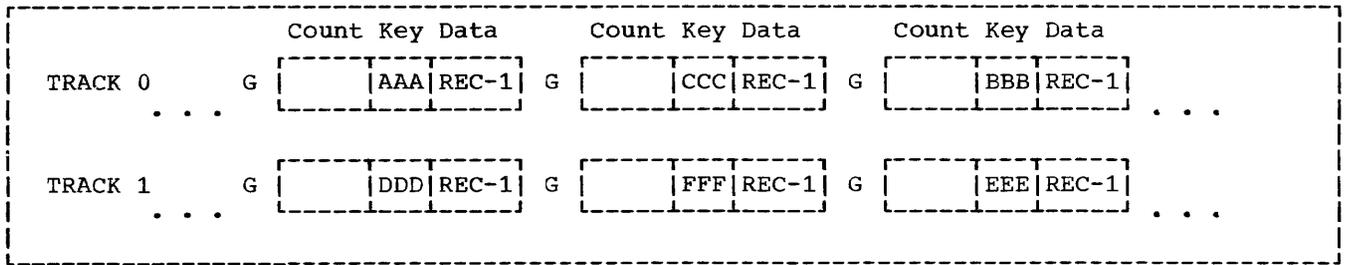 Count Key Data Count Key Data Count Key Data
TRACK 0 G AAA REC-1 G CCC REC-1 G BBB REC-1
. . . . . .
TRACK 1 G DDD REC-1 G FFF REC-1 G EEE REC-1
. . . . . .